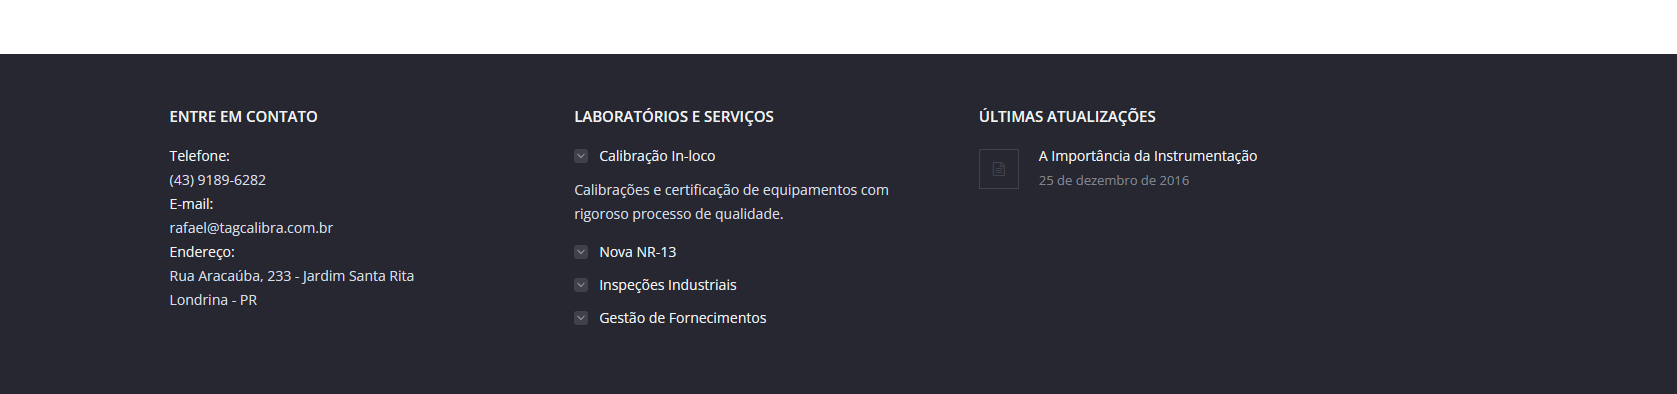 ENTRE EM CONTATO
Telefone:
(43) 9189-6282
E-mail:
rafael@tagcalibra.com.br
Endereço:
Rua Aracaúba, 233 - Jardim Santa Rita
Londrina - PR
LABORATÓRIOS E SERVIÇOS
Calibração In-loco
Calibrações e certificação de equipamentos com
rigoroso processo de qualidade.
Nova NR-13
Inspeções Industriais
Gestão de Fornecimentos
ÚLTIMAS ATUALIZAÇÕES
A Importância da Instrumentação
25 de dezembro de 2016